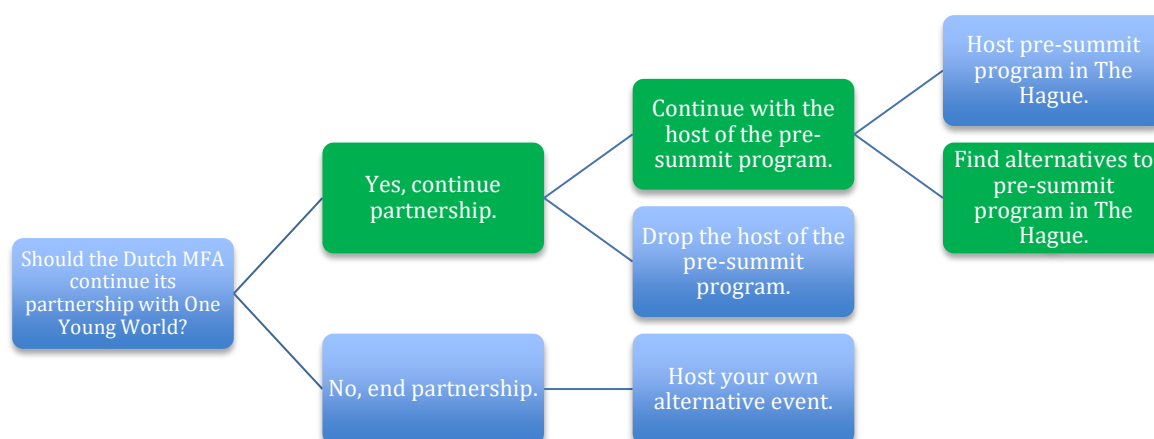 Should the Dutch MFA
continue its
partnership with One
Young World?
Yes, continue
partnership.
Continue with the
host of the pre-
summit program.
Host pre-summit
program in The
Hague.
Find alternatives to
pre-summit
program in The
Hague.
Drop the host of the
pre-summit
program.
No, end partnership.
Host your own
alternative event.